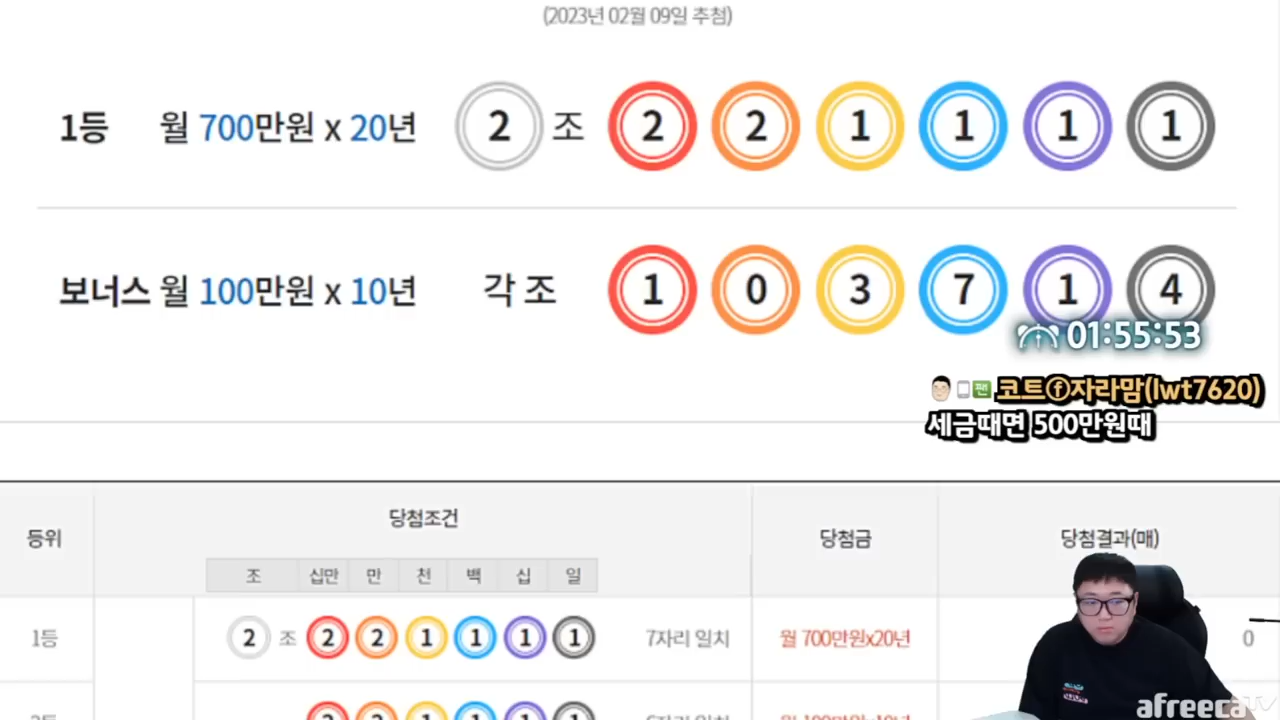 (2023년 02월 09일 추첨)
1등 월 700만원 x 20년 2 조 2 2 1 1 1 1
보너스 월 100만원 x 10년 각 조 1 0 3 7 1 4
01:55:53
팬 코트ⓕ자라맘(lwt7620)
세금때면 500만원때
등위 당첨조건 당첨금 당첨결과(매)
조 십만 만 천 백 십 일
1등 2 조 2 2 1 1 1 1 7자리 일치 월 700만원x20년 0
afreecaTV